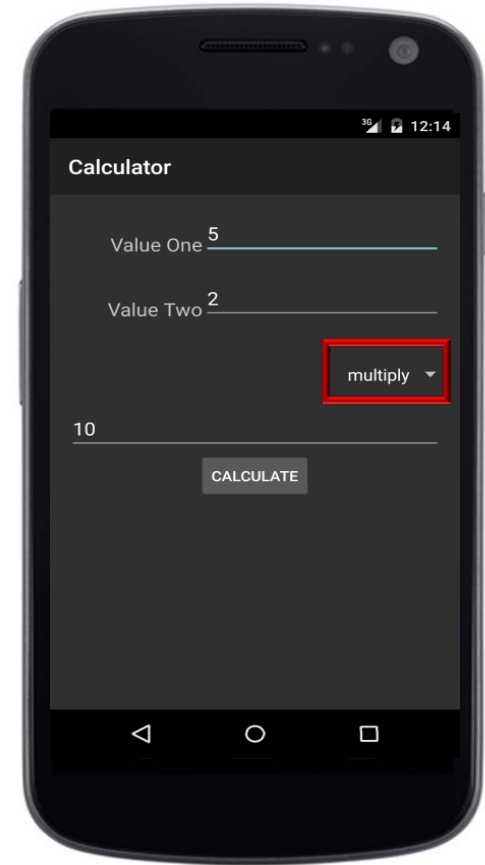 3G 12:14
Calculator
Value One 5
Value Two 2
multiply
10
CALCULATE